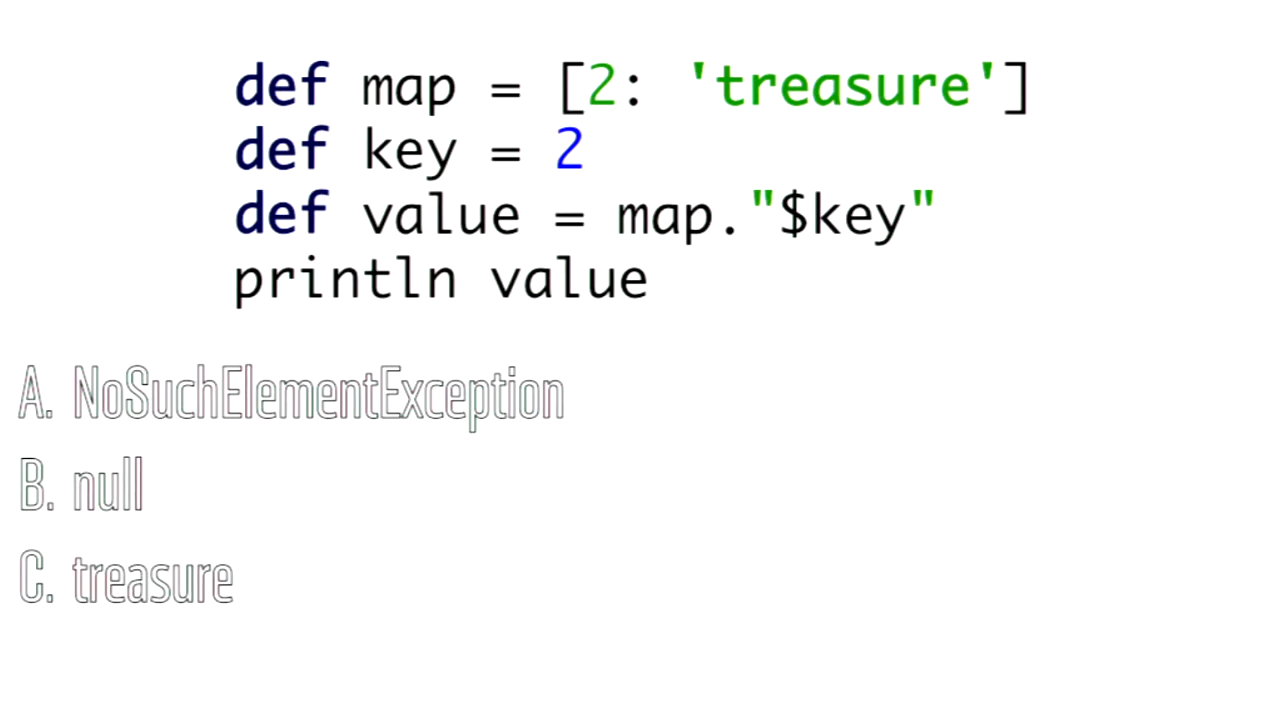 def map = [2: 'treasure']
def key = 2
def value = map."$key"
println value
A. NoSuchElementException
B. null
C. treasure